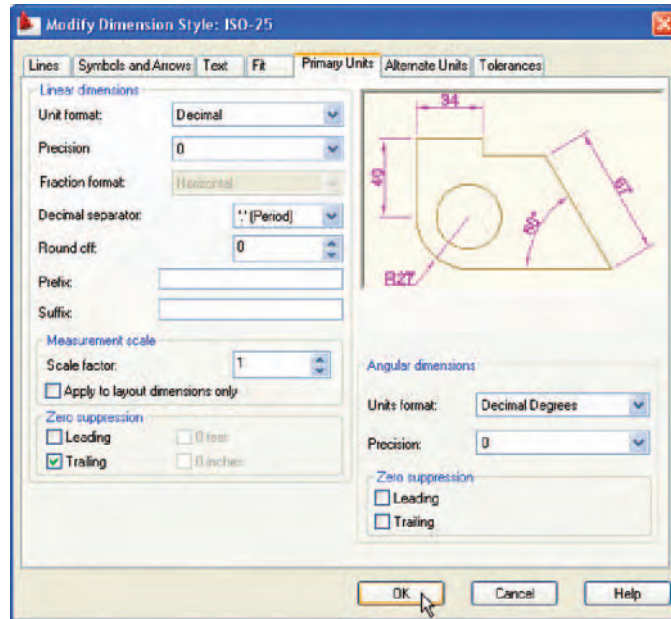 Modify Dimension Style: ISO-25
Lines Symbols and Arrows Text Fit Primary Units Alternate Units Tolerances
Linear dimensions
Unit format: Decimal
Precision 0
Fraction format: Horizontal
Decimal separator: '.' (Period)
Round off: 0
Prefix:
Suffix:
Measurement scale
Scale factor: 1
Apply to layout dimensions only
Zero suppression
Leading 0 feet
Trailing 0 inches
34
49
67
60°
R27
Angular dimensions
Units format: Decimal Degrees
Precision: 0
Zero suppression
Leading
Trailing
OK Cancel Help